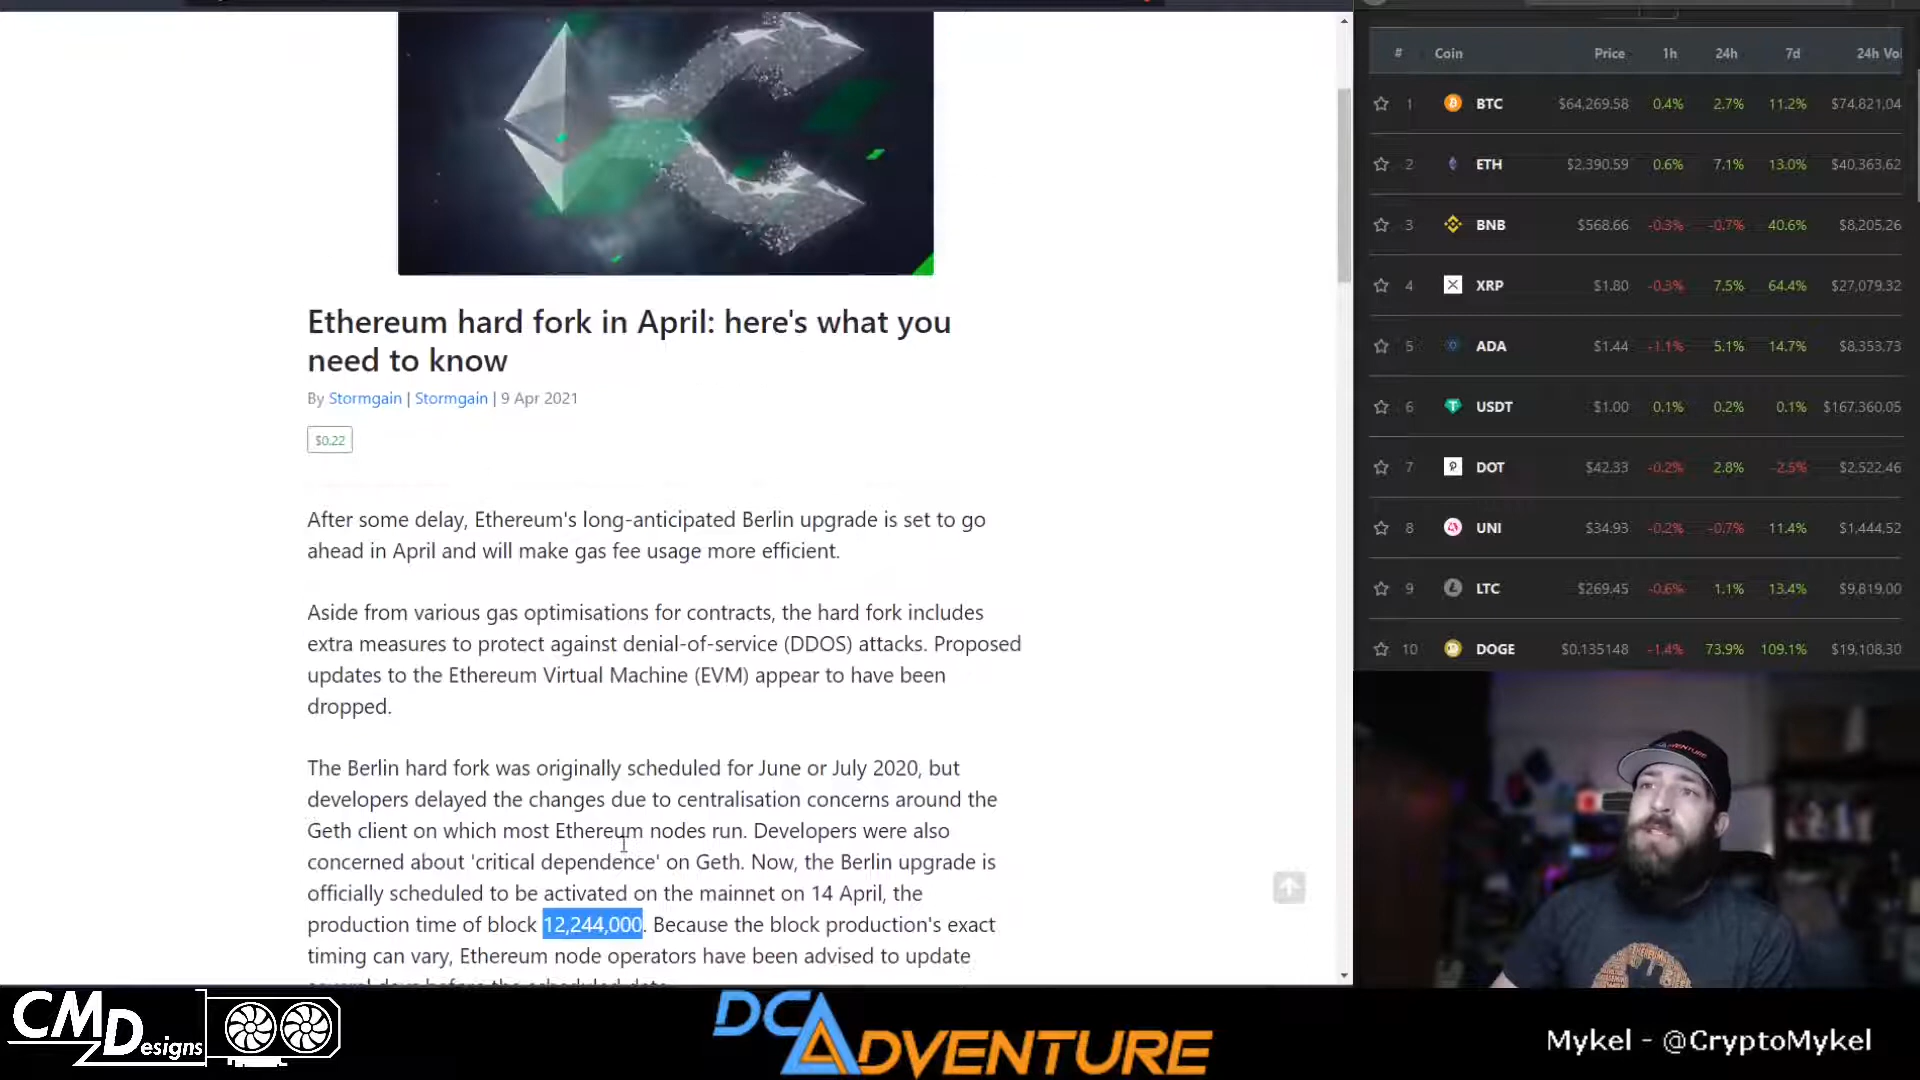 Ethereum hard fork in April: here's what you
need to know
By Stormgain | Stormgain | 9 Apr 2021
$0.22
After some delay, Ethereum's long-anticipated Berlin upgrade is set to go
ahead in April and will make gas fee usage more efficient.
Aside from various gas optimisations for contracts, the hard fork includes
extra measures to protect against denial-of-service (DDOS) attacks. Proposed
updates to the Ethereum Virtual Machine (EVM) appear to have been
dropped.
The Berlin hard fork was originally scheduled for June or July 2020, but
developers delayed the changes due to centralisation concerns around the
Geth client on which most Ethereum nodes run. Developers were also
concerned about 'critical dependence' on Geth. Now, the Berlin upgrade is
officially scheduled to be activated on the mainnet on 14 April, the
production time of block 12,244,000. Because the block production's exact
timing can vary, Ethereum node operators have been advised to update
several days before the scheduled date.
# Coin Price 1h 24h 7d 24h Vo
1 BTC $64,269.58 0.4% 2.7% 11.2% $74,821,04
2 ETH $2,390.59 0.6% 7.1% 13.0% $40,363,62
3 BNB $568.66 -0.3% -0.7% 40.6% $8,205,26
4 XRP $1.80 -0.3% 7.5% 64.4% $27,079,32
5 ADA $1.44 -1.1% 5.1% 14.7% $8,353,73
6 USDT $1.00 0.1% 0.2% 0.1% $167,360,05
7 DOT $42.33 -0.2% 2.8% -2.5% $2,522,46
8 UNI $34.93 -0.2% -0.7% 11.4% $1,444,52
9 LTC $269.45 -0.6% 1.1% 13.4% $9,819,00
10 DOGE $0.135148 -1.4% 73.9% 109.1% $19,108,30
CMDesigns
DCADVENTURE
Mykel - @CryptoMykel